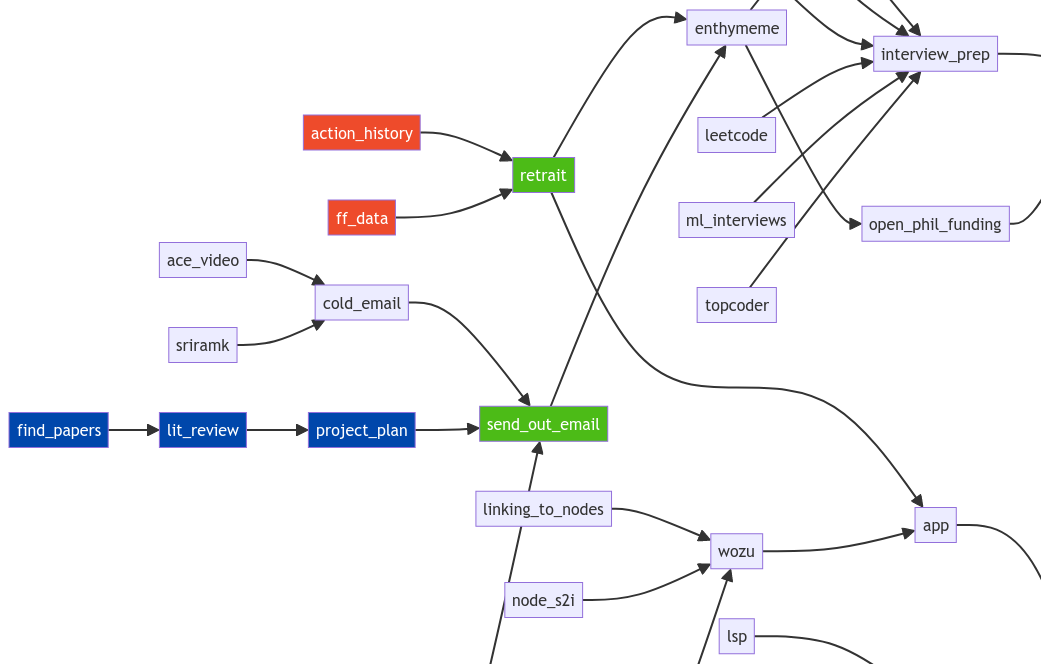 enthymeme
interview_prep
action_history
leetcode
retrait
ff_data
ml_interviews
open_phil_funding
ace_video
cold_email
topcoder
sriramk
find_papers
lit_review
project_plan
send_out_email
linking_to_nodes
app
wozu
node_s2i
lsp